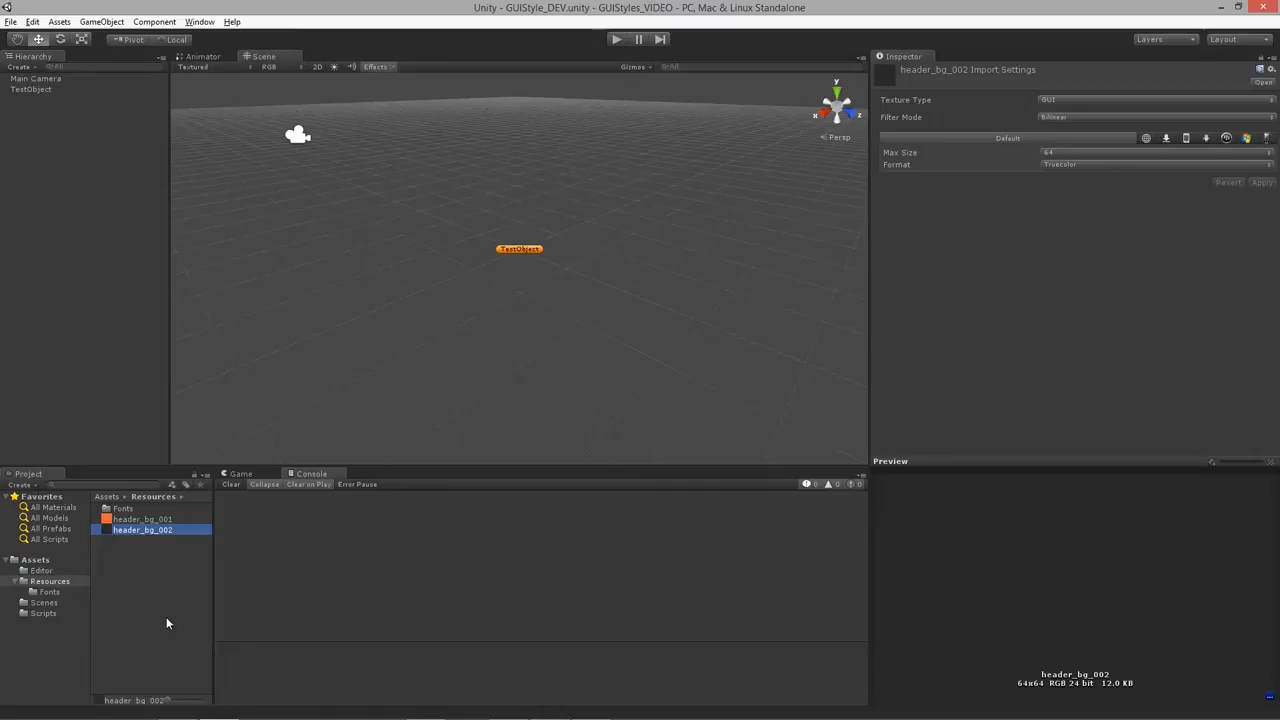 Unity - GUIStyle_DEV.unity - GUIStyles_VIDEO - PC, Mac & Linux Standalone
File Edit Assets GameObject Component Window Help
Pivot Local
Layers Layout
Hierarchy
Create All
Main Camera
TestObject
Animator Scene
Textured RGB 2D Effects Gizmos All
y
x z
Persp
TestObject
Inspector
header_bg_002 Import Settings
Open
Texture Type GUI
Filter Mode Bilinear
Default
Max Size 64
Format Truecolor
Revert Apply
Project
Create
Favorites
All Materials
All Models
All Prefabs
All Scripts
Assets
Editor
Resources
Fonts
Scenes
Scripts
Assets Resources
Fonts
header_bg_001
header_bg_002
header_bg_002
Game Console
Clear Collapse Clear on Play Error Pause
0 0 0
Preview
header_bg_002
64x64 RGB 24 bit 12.0 KB